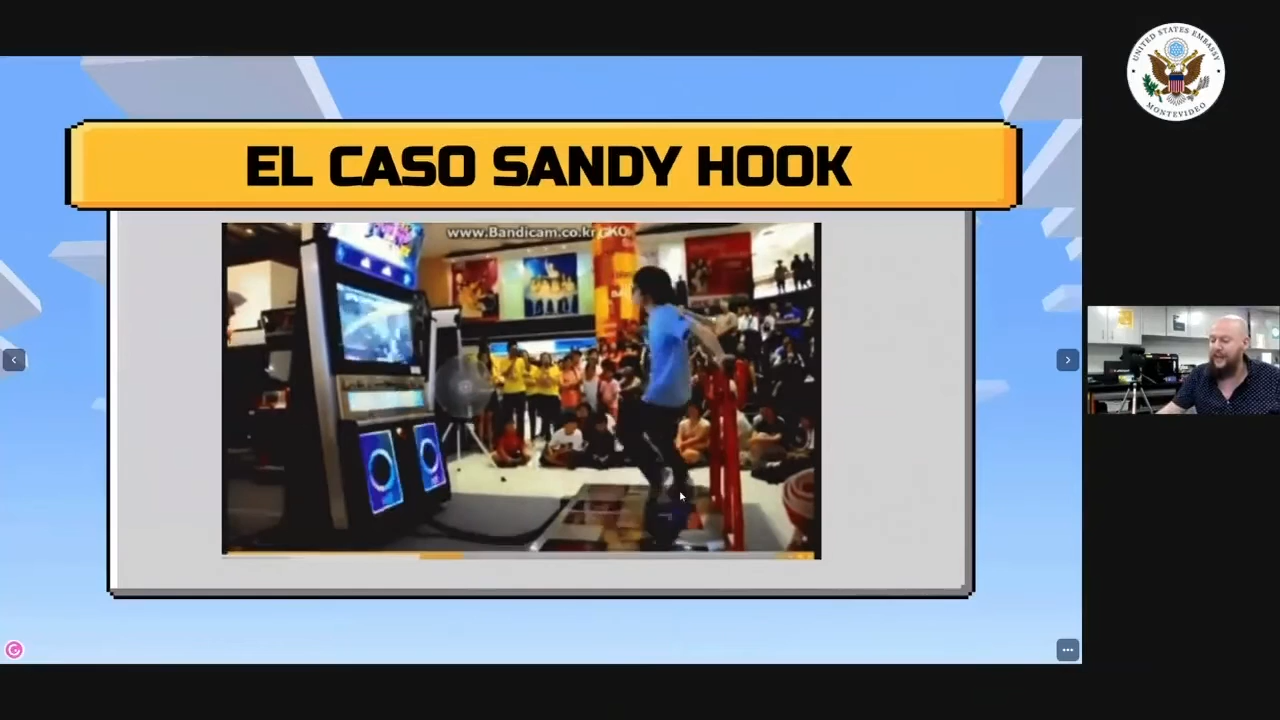 EL CASO SANDY HOOK
www.Bandicam.co.kr
UNITED STATES EMBASSY
MONTEVIDEO